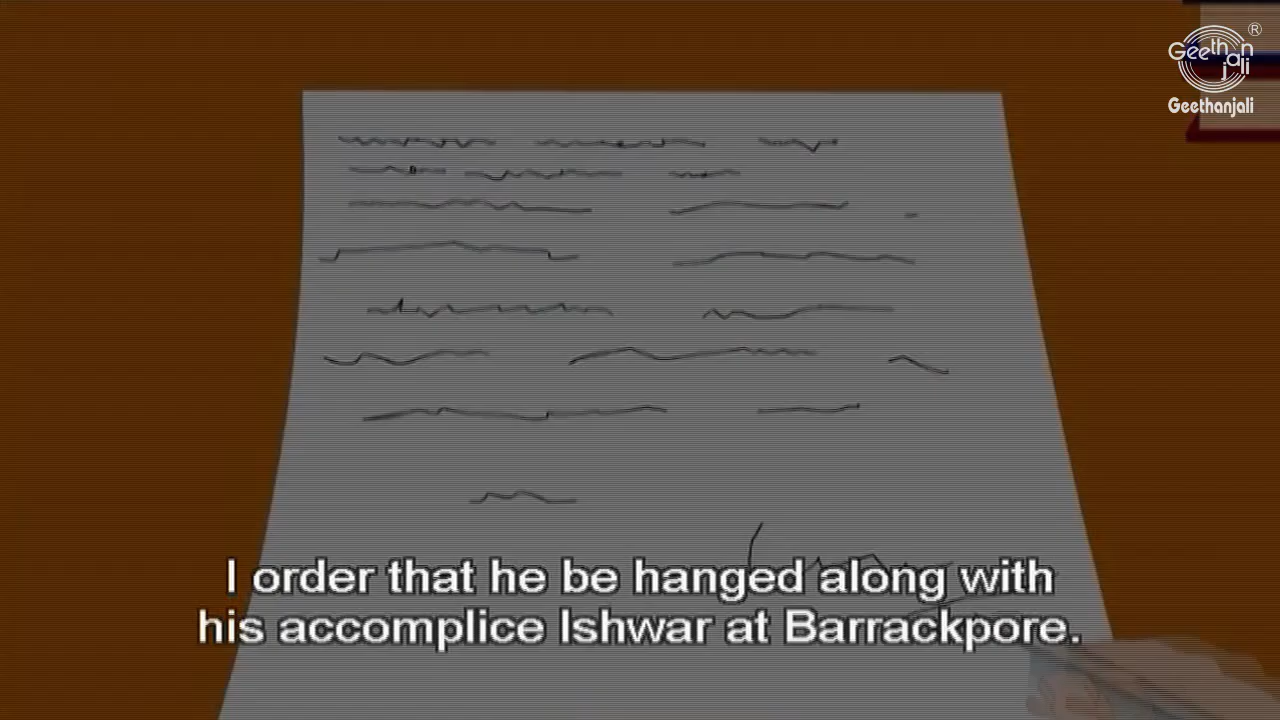 Geethanjali
®
Geethanjali
I order that he be hanged along with
his accomplice Ishwar at Barrackpore.